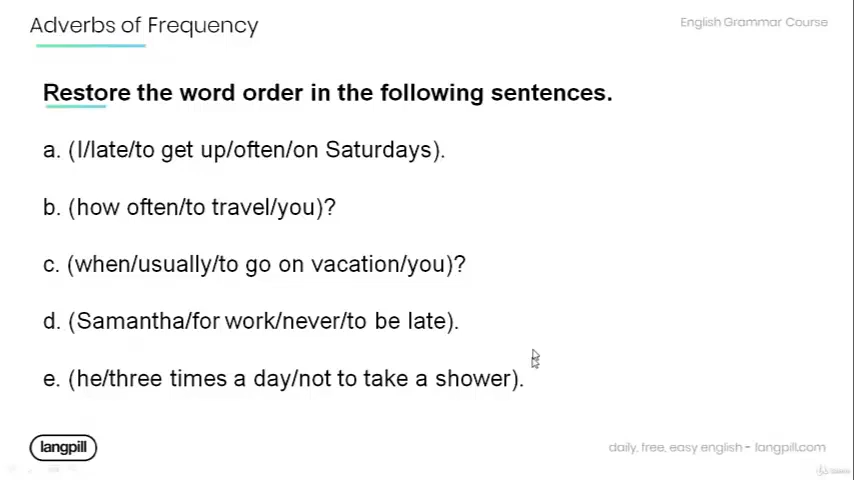 Adverbs of Frequency
English Grammar Course
Restore the word order in the following sentences.
a. (I/late/to get up/often/on Saturdays).
b. (how often/to travel/you)?
c. (when/usually/to go on vacation/you)?
d. (Samantha/for work/never/to be late).
e. (he/three times a day/not to take a shower).
langpill
daily, free, easy english - langpill.com